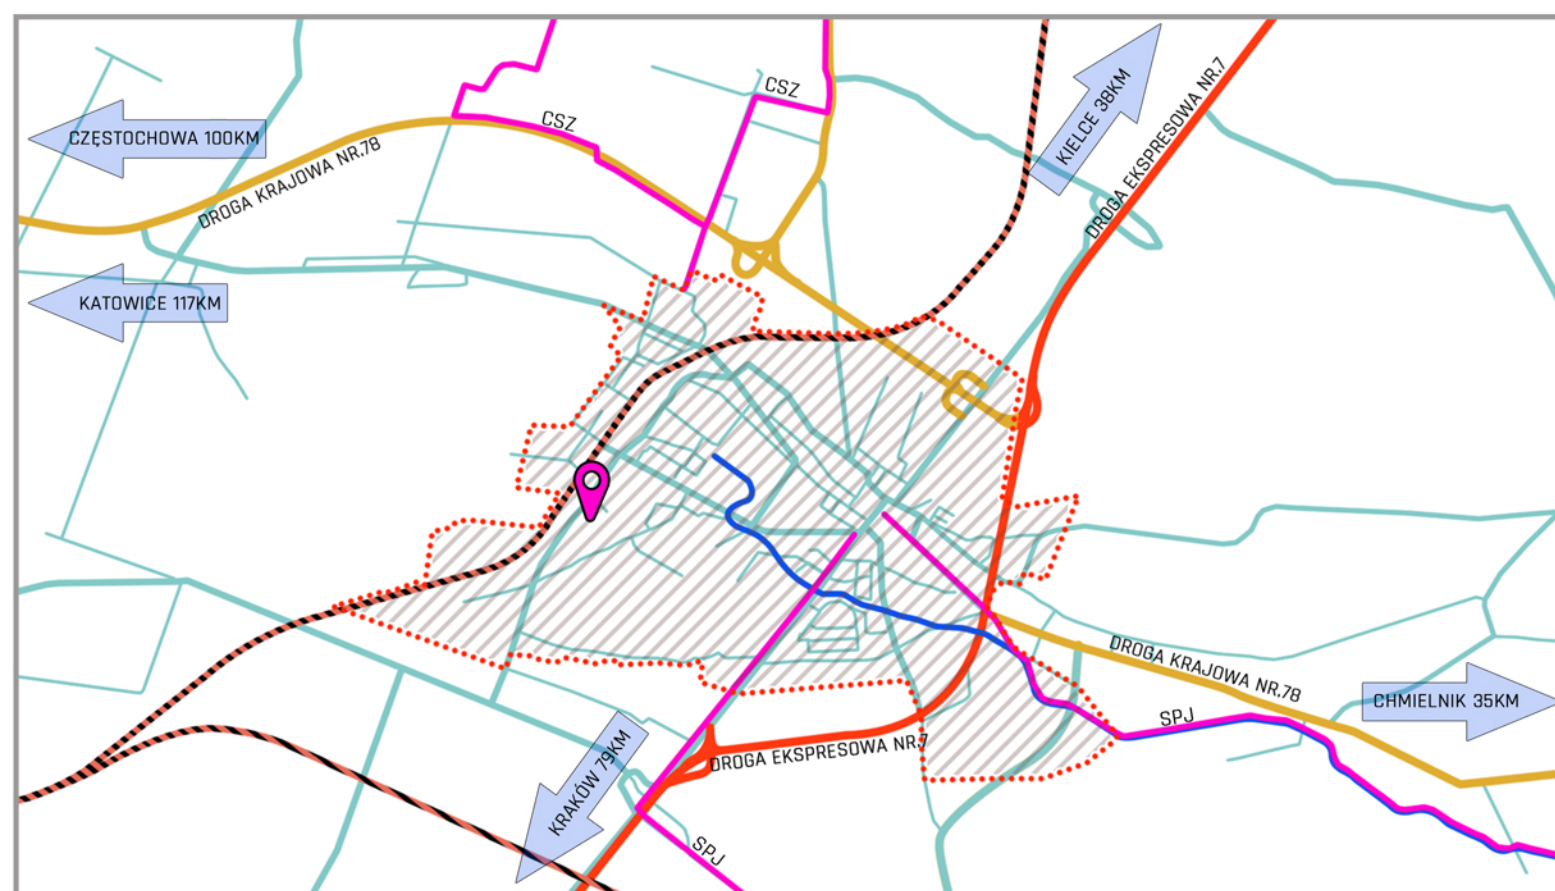 CSZ
CSZ
CZĘSTOCHOWA 100KM
DROGA KRAJOWA NR.78
KIELCE 38KM
DROGA EKSPRESOWA NR.7
KATOWICE 117KM
DROGA KRAJOWA NR.78
CHMIELNIK 35KM
SPJ
DROGA EKSPRESOWA NR.7
KRAKÓW 79KM
SPJ